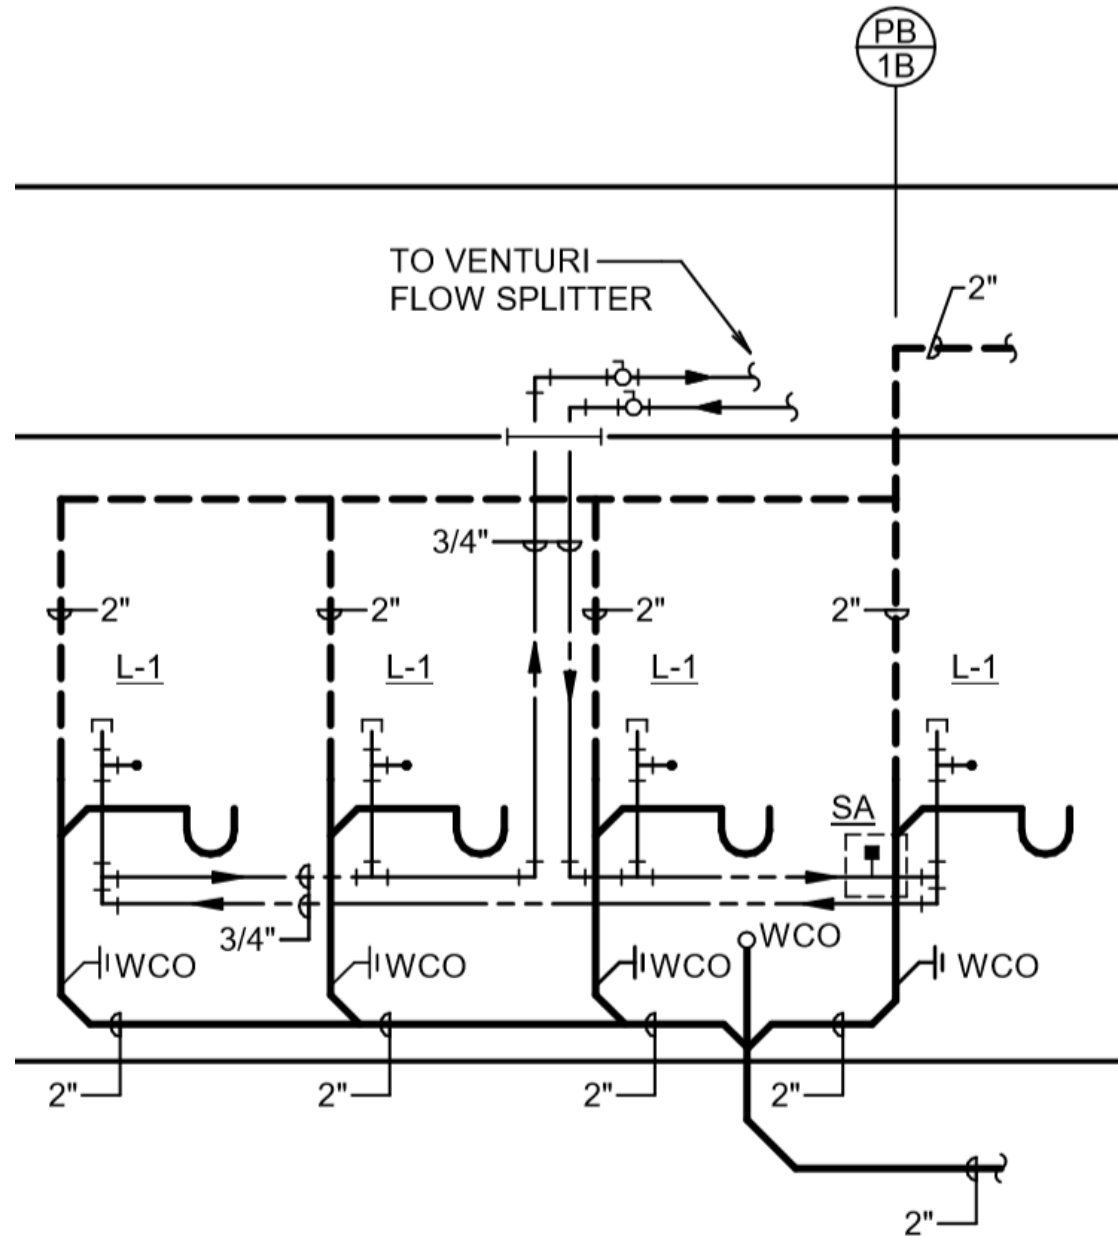 PB
1B
TO VENTURI
FLOW SPLITTER
2"
3/4"
2"
2"
2"
2"
L-1
L-1
L-1
L-1
SA
3/4"
WCO
WCO
WCO
WCO
WCO
2"
2"
2"
2"
2"